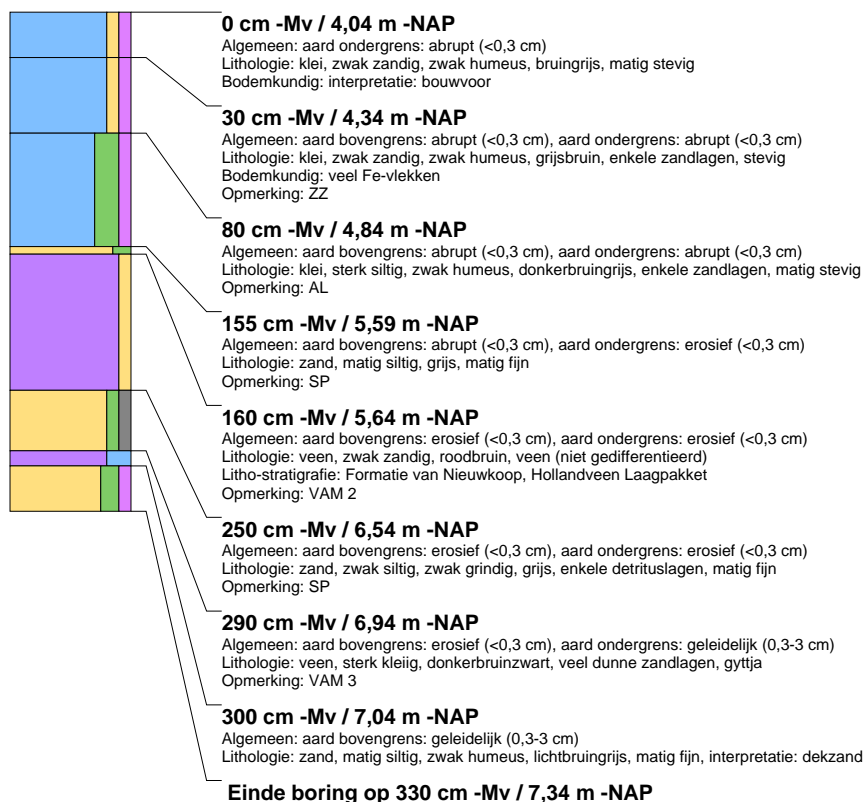 0 cm -Mv / 4,04 m -NAP
Algemeen: aard ondergrens: abrupt (<0,3 cm)
Lithologie: klei, zwak zandig, zwak humeus, bruingrijs, matig stevig
Bodemkundig: interpretatie: bouwvoor
30 cm -Mv / 4,34 m -NAP
Algemeen: aard bovengrens: abrupt (<0,3 cm), aard ondergrens: abrupt (<0,3 cm)
Lithologie: klei, zwak zandig, zwak humeus, grijsbruin, enkele zandlagen, stevig
Bodemkundig: veel Fe-vlekken
Opmerking: ZZ
80 cm -Mv / 4,84 m -NAP
Algemeen: aard bovengrens: abrupt (<0,3 cm), aard ondergrens: abrupt (<0,3 cm)
Lithologie: klei, sterk siltig, zwak humeus, donkerbruingrijs, enkele zandlagen, matig stevig
Opmerking: AL
155 cm -Mv / 5,59 m -NAP
Algemeen: aard bovengrens: abrupt (<0,3 cm), aard ondergrens: erosief (<0,3 cm)
Lithologie: zand, matig siltig, grijs, matig fijn
Opmerking: SP
160 cm -Mv / 5,64 m -NAP
Algemeen: aard bovengrens: erosief (<0,3 cm), aard ondergrens: erosief (<0,3 cm)
Lithologie: veen, zwak zandig, roodbruin, veen (niet gedifferentieerd)
Litho-stratigrafie: Formatie van Nieuwkoop, Hollandveen Laagpakket
Opmerking: VAM 2
250 cm -Mv / 6,54 m -NAP
Algemeen: aard bovengrens: erosief (<0,3 cm), aard ondergrens: erosief (<0,3 cm)
Lithologie: zand, zwak siltig, zwak grindig, grijs, enkele detrituslagen, matig fijn
Opmerking: SP
290 cm -Mv / 6,94 m -NAP
Algemeen: aard bovengrens: erosief (<0,3 cm), aard ondergrens: geleidelijk (0,3-3 cm)
Lithologie: veen, sterk kleiig, donkerbruinzwart, veel dunne zandlagen, gyttja
Opmerking: VAM 3
300 cm -Mv / 7,04 m -NAP
Algemeen: aard bovengrens: geleidelijk (0,3-3 cm)
Lithologie: zand, matig siltig, zwak humeus, lichtbruingrijs, matig fijn, interpretatie: dekzand
Einde boring op 330 cm -Mv / 7,34 m -NAP